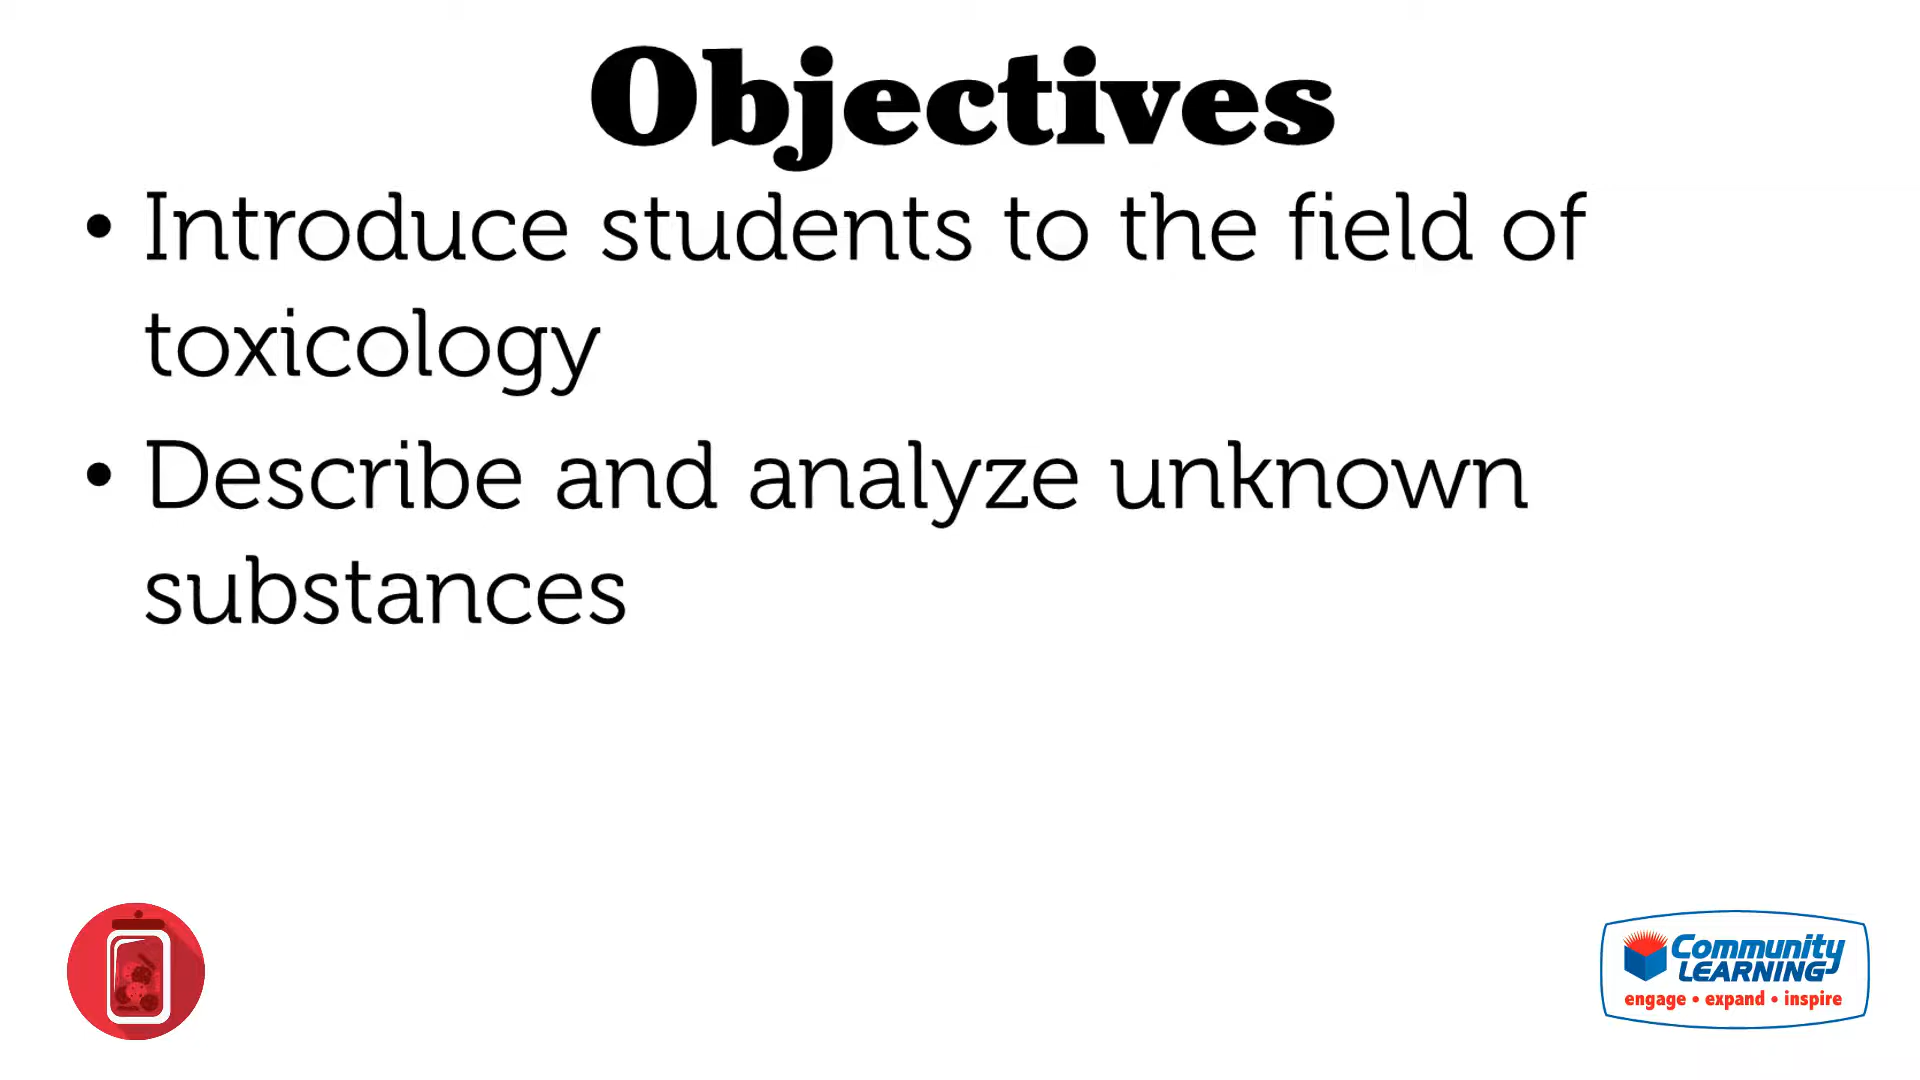 Objectives
• Introduce students to the field of
toxicology
• Describe and analyze unknown
substances
Community
LEARNING
engage • expand • inspire